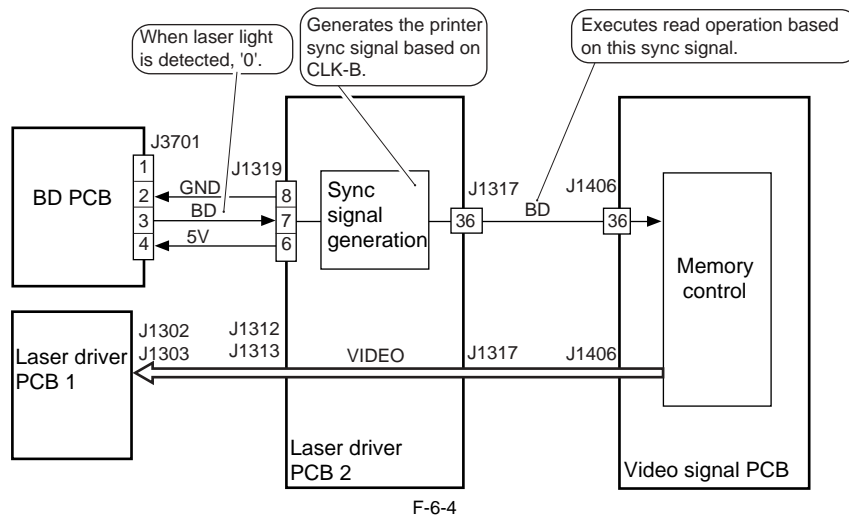 When laser light
is detected, '0'.
Generates the printer
sync signal based on
CLK-B.
Executes read operation based
on this sync signal.
J3701
J1319
J1317
J1406
BD PCB
1
2
3
4
GND
BD
5V
8
7
6
Sync
signal
generation
36
BD
36
Memory
control
J1302
J1303
J1312
J1313
VIDEO
J1317
J1406
Laser driver
PCB 1
Laser driver
PCB 2
Video signal PCB
F-6-4